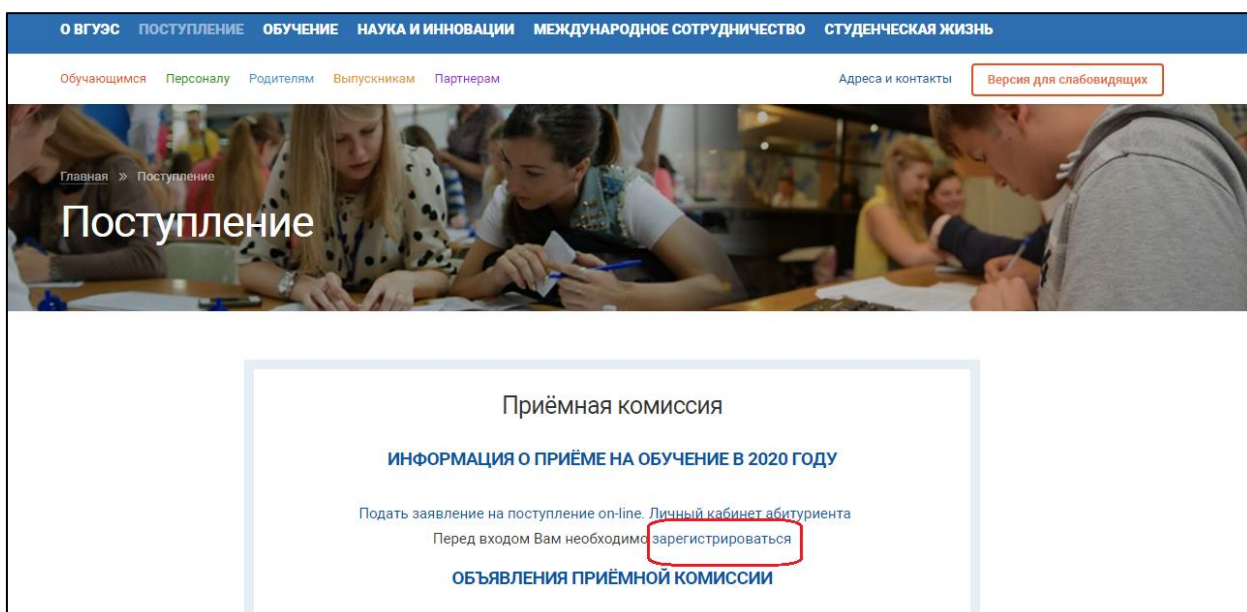 О ВГУЭС ПОСТУПЛЕНИЕ ОБУЧЕНИЕ НАУКА И ИННОВАЦИИ МЕЖДУНАРОДНОЕ СОТРУДНИЧЕСТВО СТУДЕНЧЕСКАЯ ЖИЗНЬ
Обучающимся Персоналу Родителям Выпускникам Партнерам Адреса и контакты Версия для слабовидящих
Главная » Поступление
Поступление
Приёмная комиссия
ИНФОРМАЦИЯ О ПРИЁМЕ НА ОБУЧЕНИЕ В 2020 ГОДУ
Подать заявление на поступление on-line. Личный кабинет абитуриента
Перед входом Вам необходимо зарегистрироваться
ОБЪЯВЛЕНИЯ ПРИЁМНОЙ КОМИССИИ